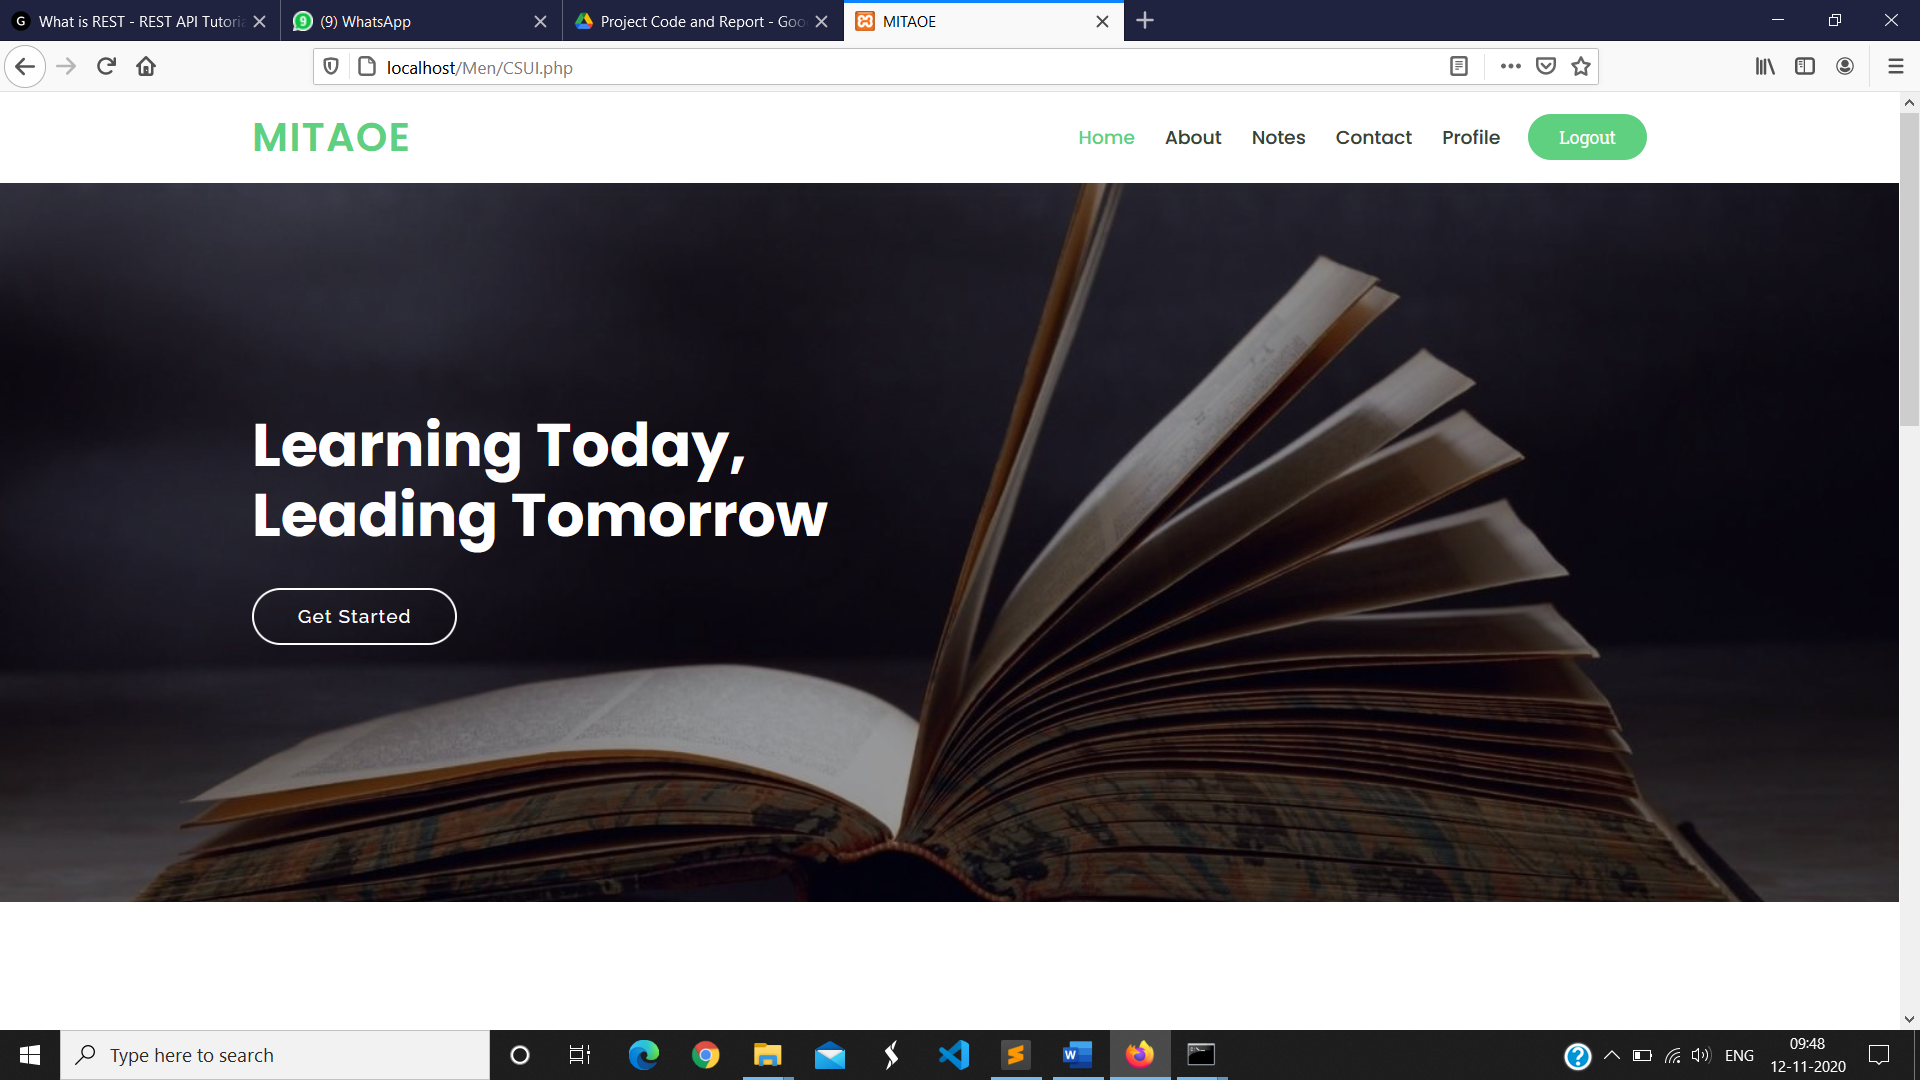 What is REST - REST API Tutoria
(9) WhatsApp
Project Code and Report - Goo
MITAOE
localhost/Men/CSUI.php
MITAOE
Home About Notes Contact Profile Logout
Learning Today,
Leading Tomorrow
Get Started
Type here to search
ENG
09:48
12-11-2020